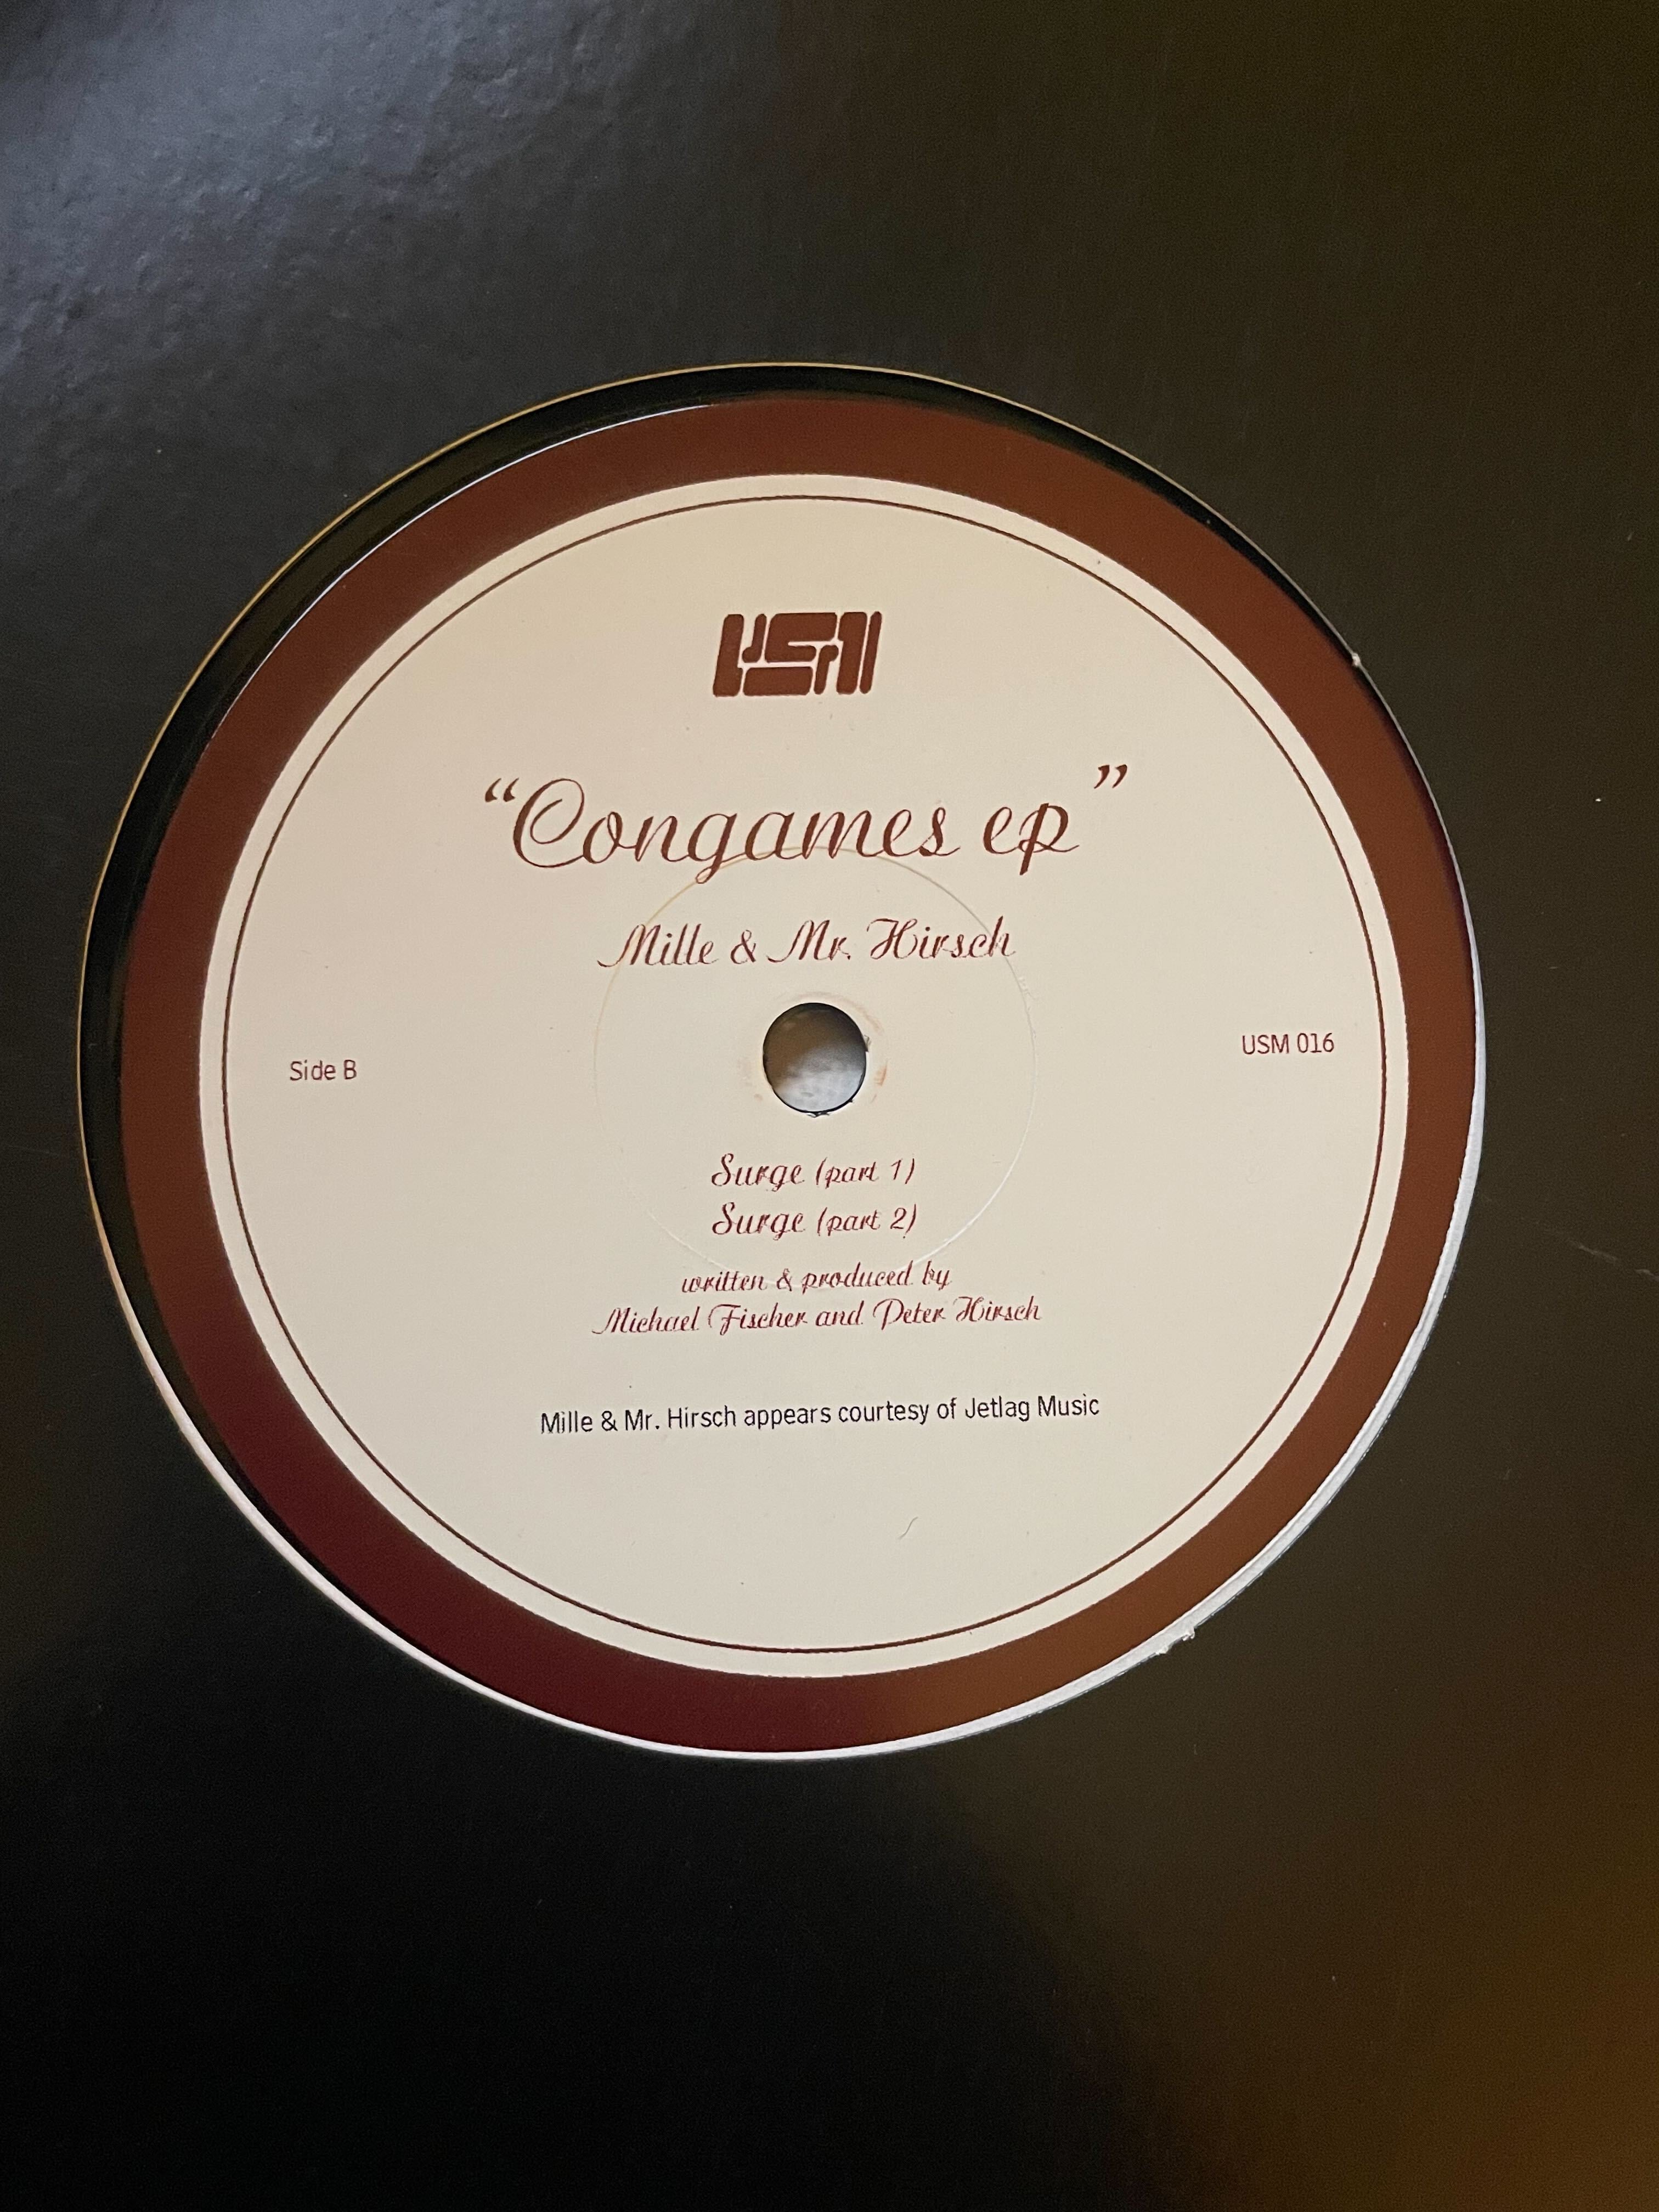 USM
“Congames ep”
Mille & Mr. Hirsch
Side B
USM 016
Surge (part 1)
Surge (part 2)
written & produced by
Michael Fischer and Peter Hirsch
Mille & Mr. Hirsch appears courtesy of Jetlag Music